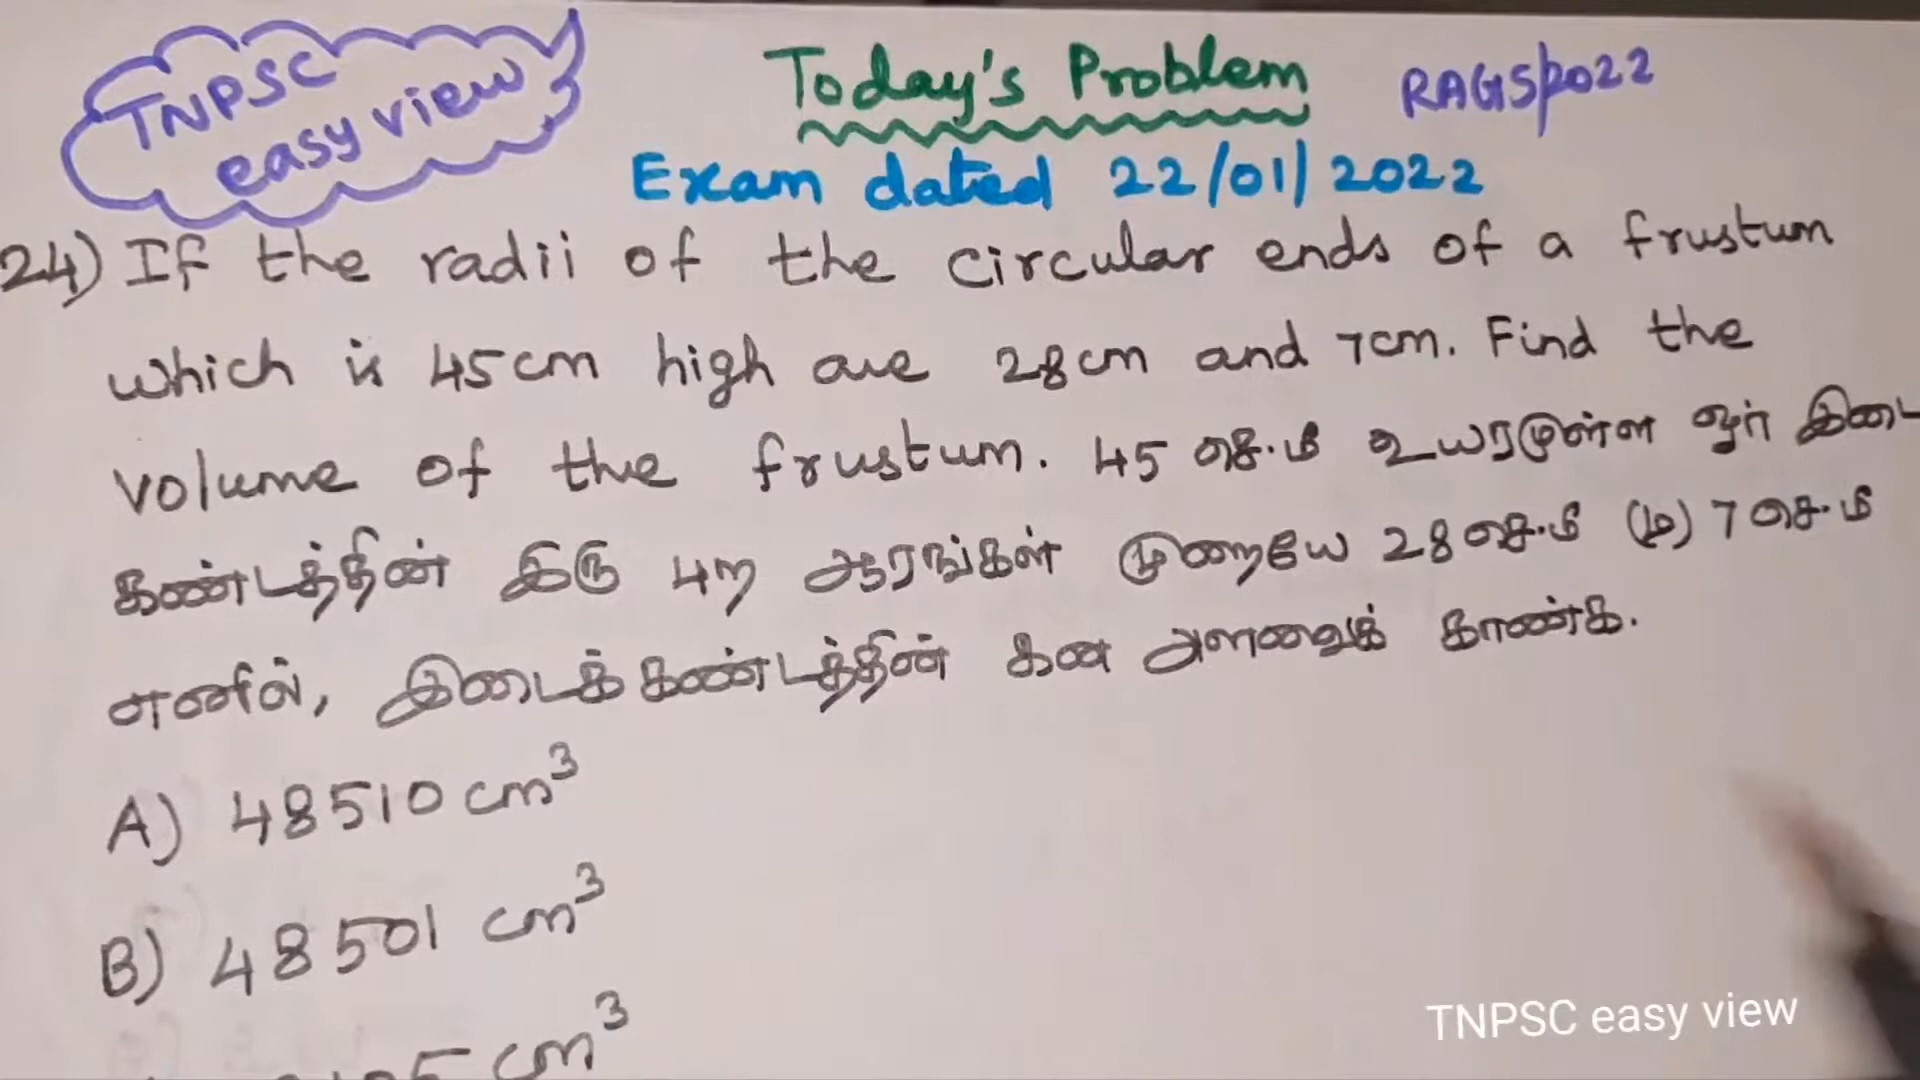 TNPSC
easy view
Today's Problem
RAGS/2022
Exam dated 22/01/2022
24) If the radii of the circular ends of a frustum
which is 45cm high are 28cm and 7cm. Find the
volume of the frustum. 45 செ.மீ உயரமுள்ள ஓர் இடை
கண்டத்தின் இரு புற ஆரங்கள் முறையே 28செ.மீ (ம) 7செ.மீ
எனில், இடைக்கண்டத்தின் கன அளவைக் காண்க.
A) 48510 cm³
B) 48501 cm³
cm³
TNPSC easy view